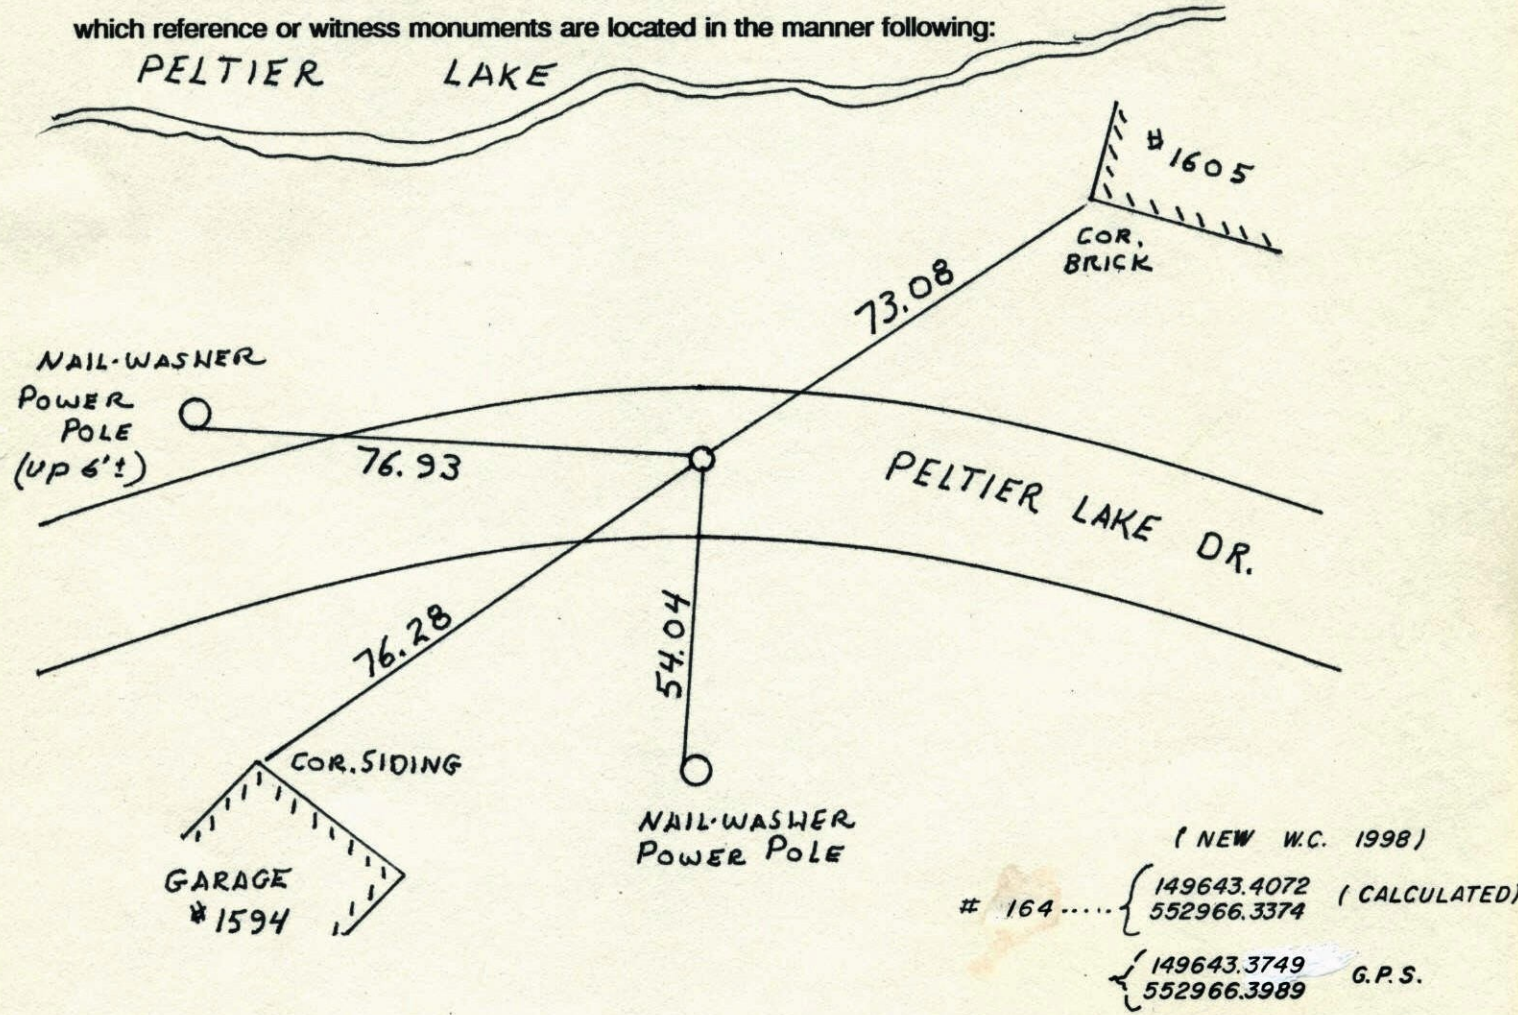 which reference or witness monuments are located in the manner following:
PELTIER LAKE
# 1605
COR.
BRICK
73.08
NAIL-WASHER
POWER
POLE
(UP 6'±)
76.93
PELTIER LAKE DR.
76.28
54.04
COR. SIDING
GARAGE
#1594
NAIL-WASHER
POWER POLE
( NEW W.C. 1998)
149643.4072 ( CALCULATED)
# 164..... 552966.3374
149643.3749 G.P.S.
552966.3989